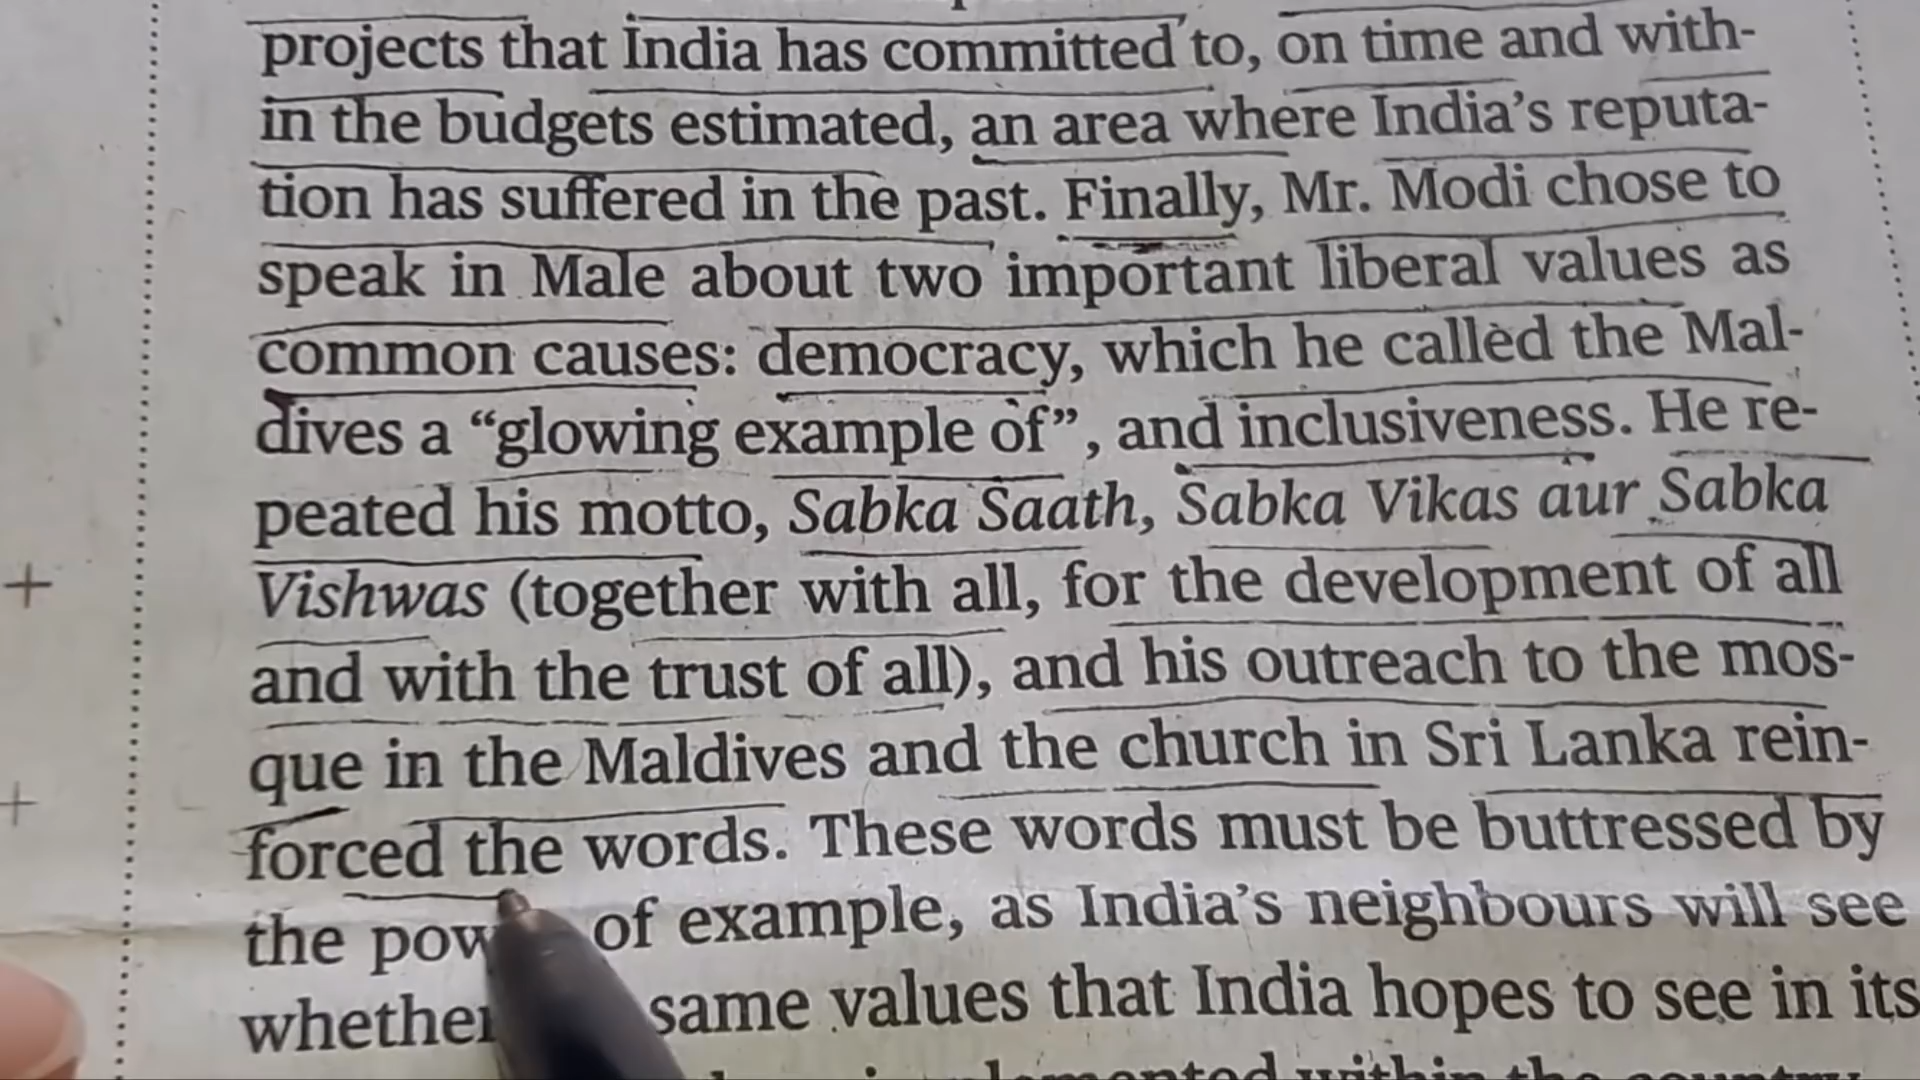 projects that India has committed to, on time and with-
in the budgets estimated, an area where India's reputa-
tion has suffered in the past. Finally, Mr. Modi chose to
speak in Male about two important liberal values as
common causes: democracy, which he called the Mal-
dives a “glowing example of”, and inclusiveness. He re-
peated his motto, Sabka Saath, Sabka Vikas aur Sabka
Vishwas (together with all, for the development of all
and with the trust of all), and his outreach to the mos-
que in the Maldives and the church in Sri Lanka rein-
forced the words. These words must be buttressed by
the of example, as India's neighbours will see
whether same values that India hopes to see in its
within the country